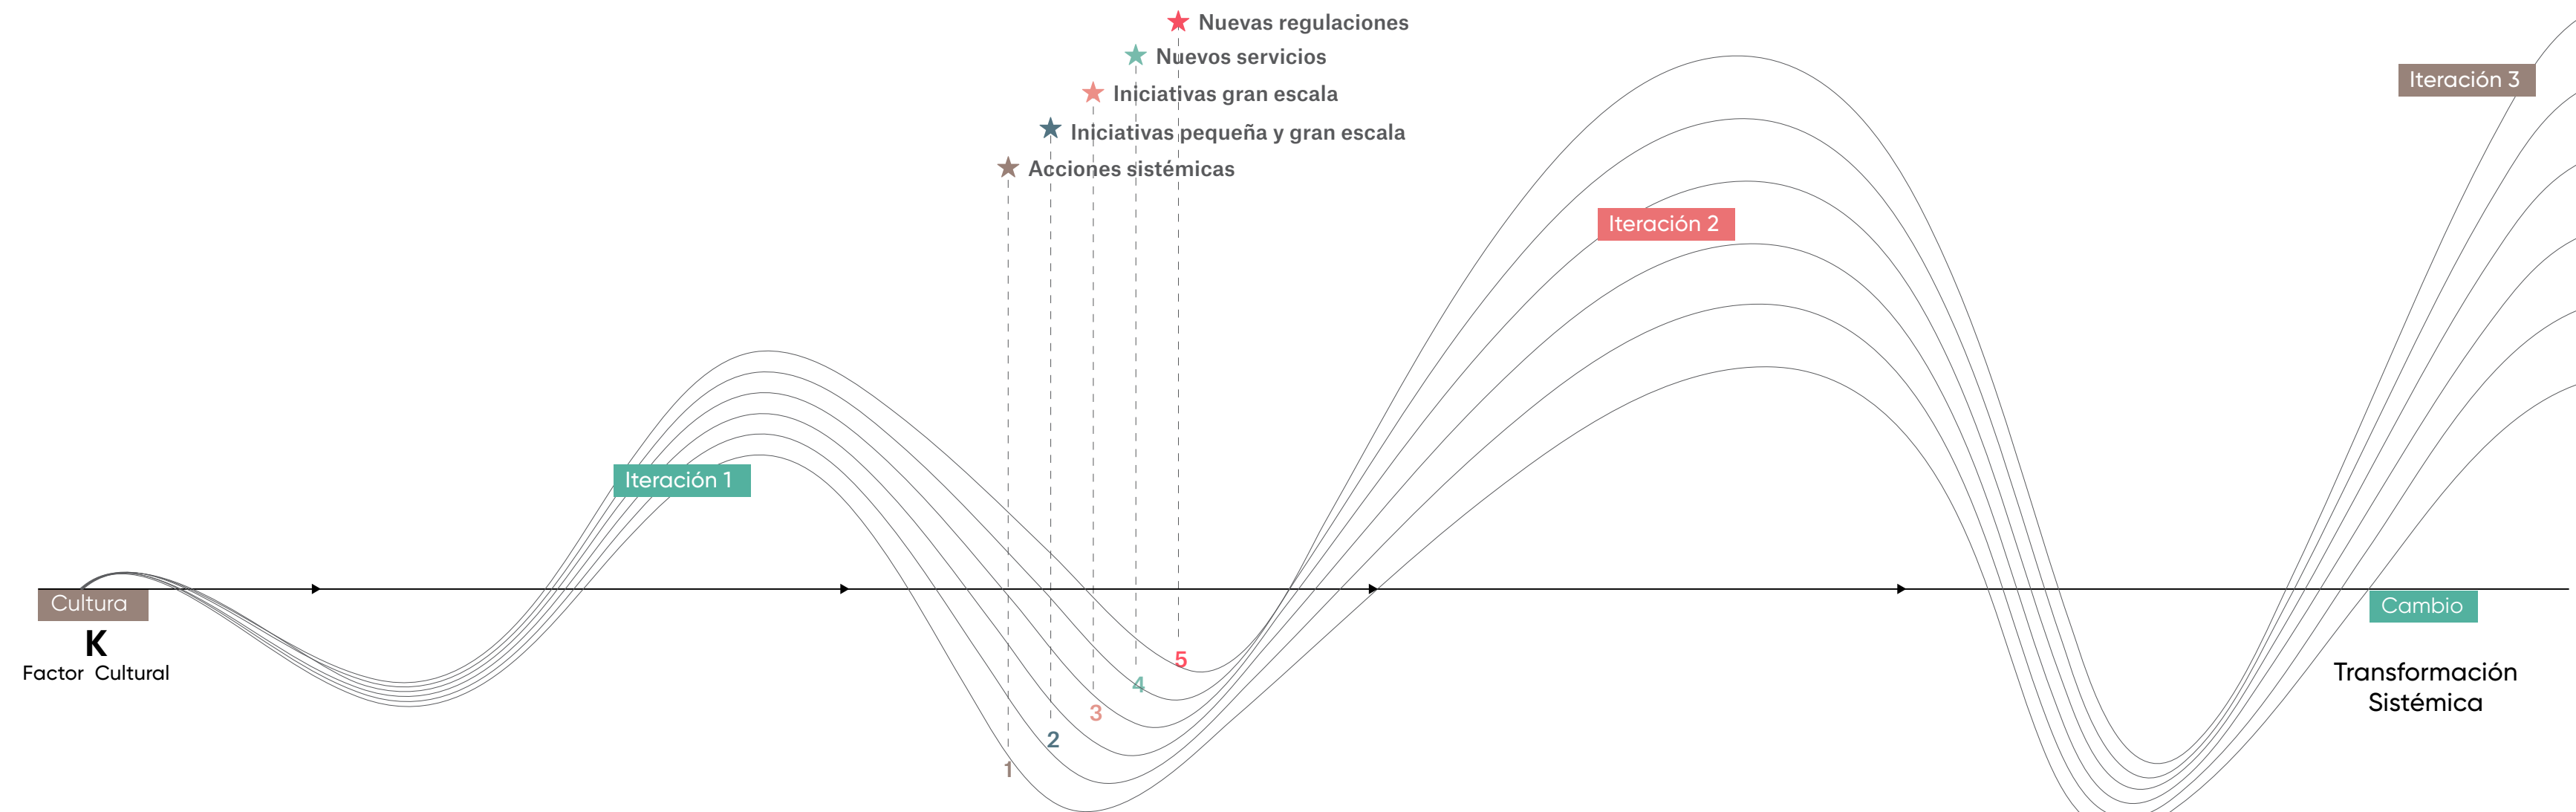 Nuevas regulaciones
Nuevos servicios
Iniciativas gran escala
Iniciativas pequeña y gran escala
Acciones sistémicas
Iteración 3
Iteración 2
Iteración 1
Cultura
K
Factor Cultural
5
4
3
2
1
Cambio
Transformación
Sistémica